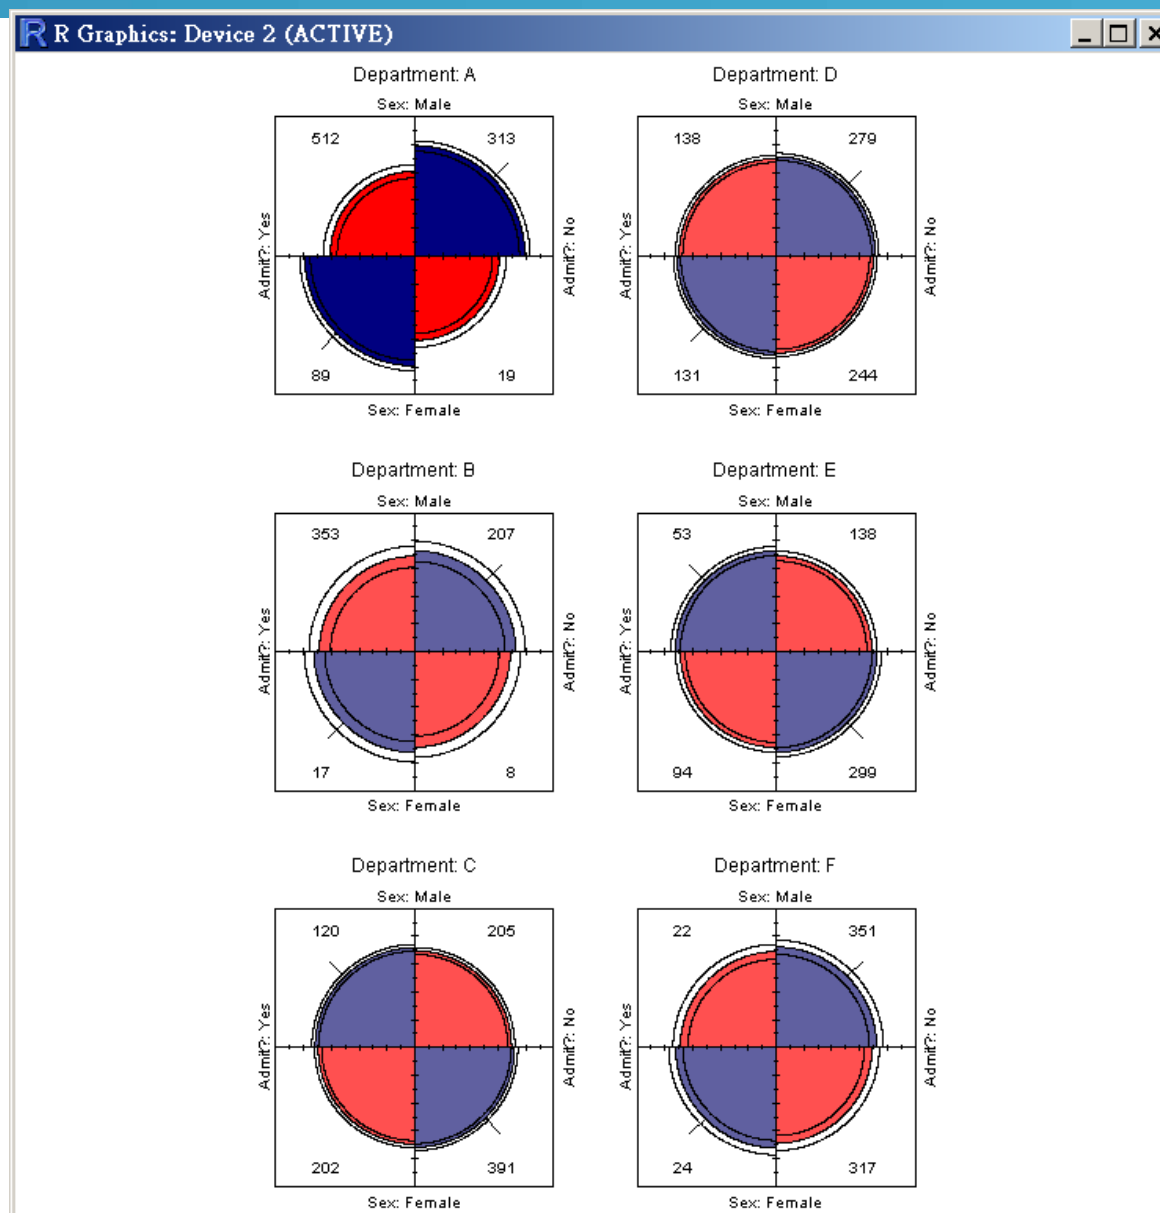 R Graphics: Device 2 (ACTIVE)
Department: A
Sex: Male
512
313
Admit?: Yes
Admit?: No
89
19
Sex: Female
Department: D
Sex: Male
138
279
Admit?: Yes
Admit?: No
131
244
Sex: Female
Department: B
Sex: Male
353
207
Admit?: Yes
Admit?: No
17
8
Sex: Female
Department: E
Sex: Male
53
138
Admit?: Yes
Admit?: No
94
299
Sex: Female
Department: C
Sex: Male
120
205
Admit?: Yes
Admit?: No
202
391
Sex: Female
Department: F
Sex: Male
22
351
Admit?: Yes
Admit?: No
24
317
Sex: Female